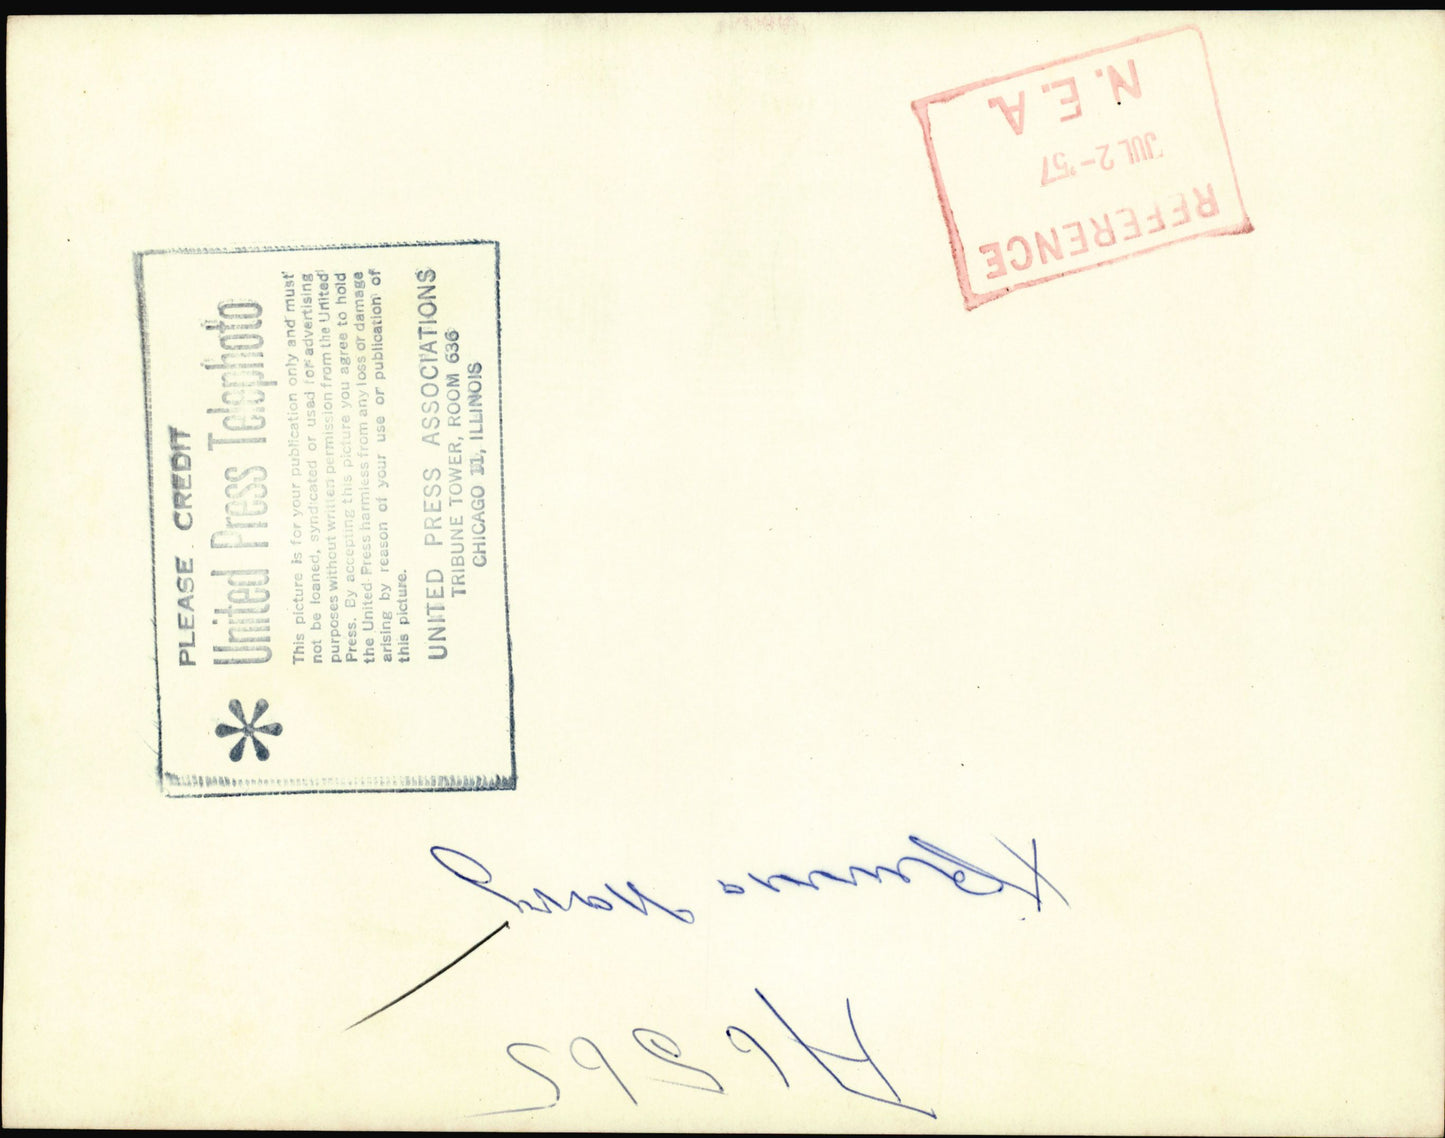 REFERENCE
JUL 2-'57
N.E.A.
PLEASE CREDIT
United Press Telephoto
This picture is for your publication only and must
not be loaned, syndicated or used for advertising
purposes without written permission from the United
Press. By accepting this picture you agree to hold
the United Press harmless from any loss or damage
arising by reason of your use or publication of
this picture.
UNITED PRESS ASSOCIATIONS
TRIBUNE TOWER, ROOM 636
CHICAGO 11, ILLINOIS